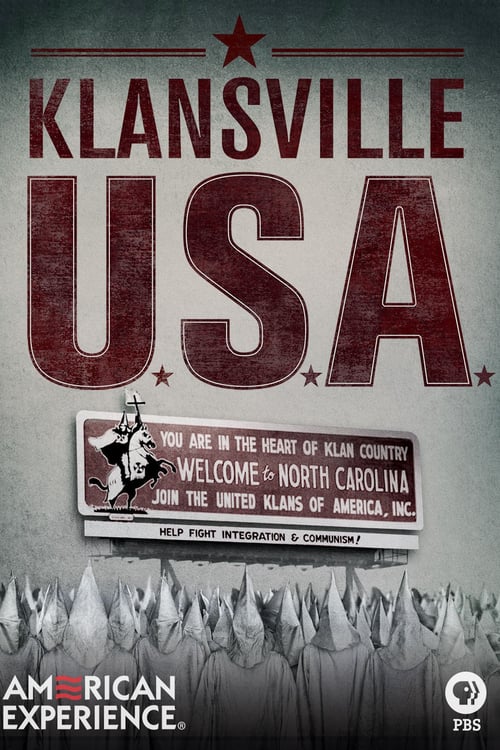 KLANSVILLE
U.S.A.
YOU ARE IN THE HEART OF KLAN COUNTRY
WELCOME to NORTH CAROLINA
JOIN THE UNITED KLANS OF AMERICA, INC.
HELP FIGHT INTEGRATION & COMMUNISM!
AMERICAN
EXPERIENCE®
PBS